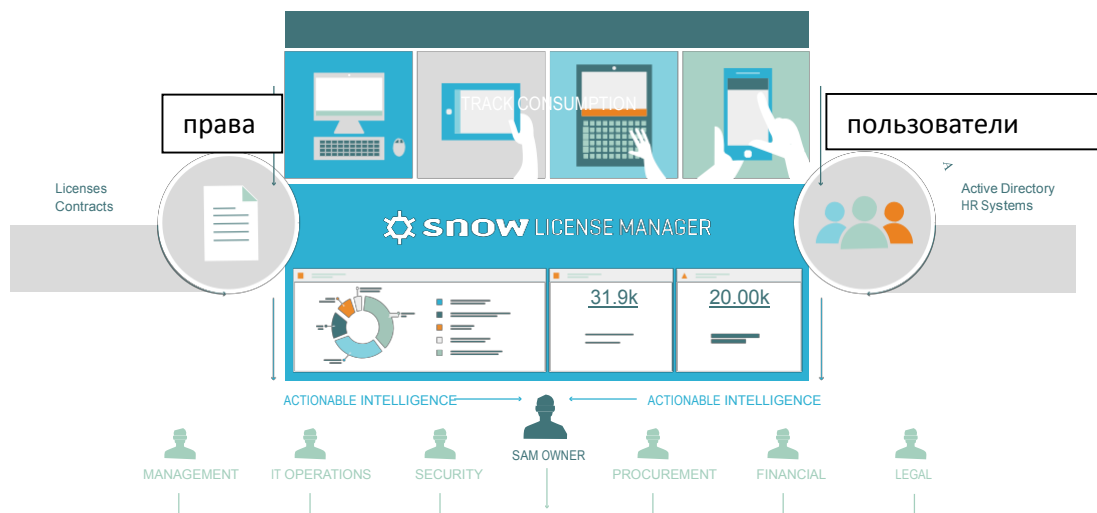 TRACK CONSUMPTION
права
пользователи
Licenses
Contracts
A
Active Directory
HR Systems
snow LICENSE MANAGER
31.9k
20.00k
ACTIONABLE INTELLIGENCE
ACTIONABLE INTELLIGENCE
SAM OWNER
MANAGEMENT
IT OPERATIONS
SECURITY
PROCUREMENT
FINANCIAL
LEGAL